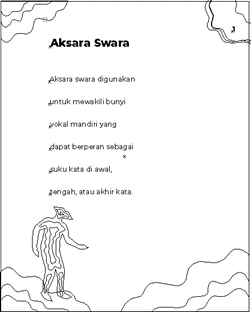 Aksara Swara
Aksara swara digunakan
untuk mewakili bunyi
vokal mandiri yang
dapat berperan sebagai
suku kata di awal,
tengah, atau akhir kata.